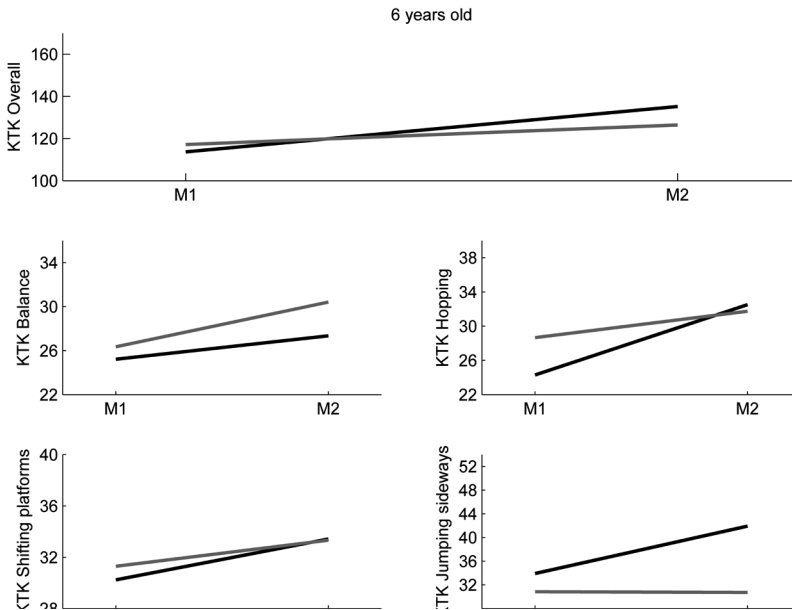 6 years old
KTK Overall
160
140
120
100
M1 M2
KTK Balance
34
30
26
22
M1 M2
KTK Hopping
38
34
30
26
22
M1 M2
KTK Shifting platforms
40
36
32
28
KTK Jumping sideways
52
48
44
40
36
32